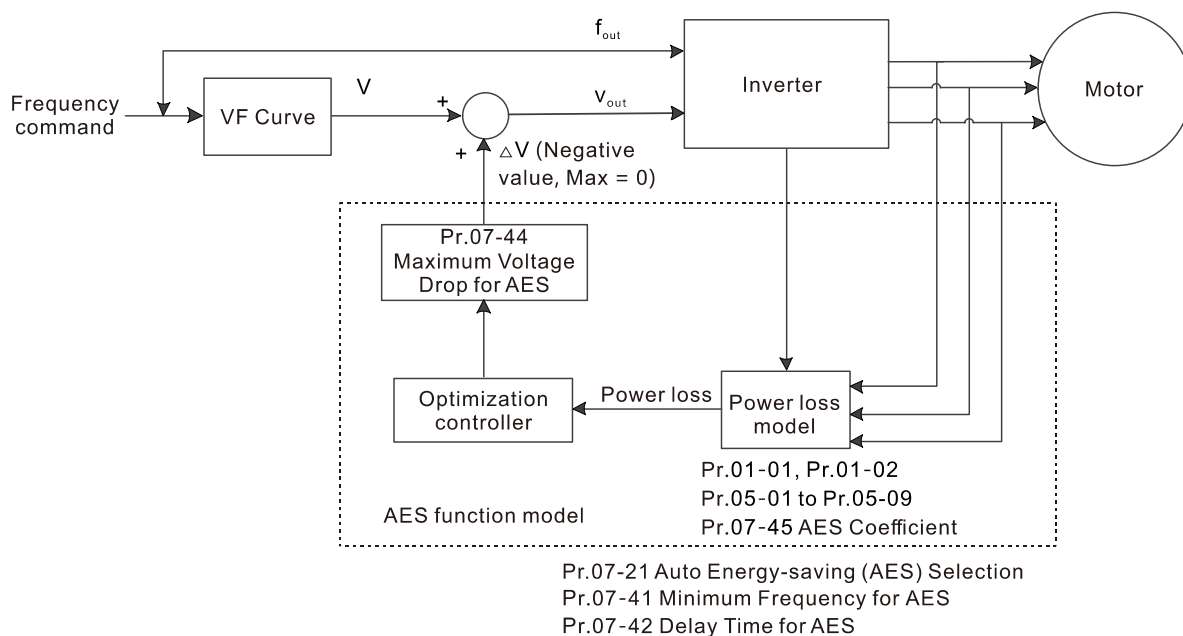 f_out
Inverter
Motor
Frequency
command
VF Curve
V
+
v_out
+
△V (Negative
value, Max = 0)
Pr.07-44
Maximum Voltage
Drop for AES
Optimization
controller
Power loss
Power loss
model
Pr.01-01, Pr.01-02
Pr.05-01 to Pr.05-09
Pr.07-45 AES Coefficient
AES function model
Pr.07-21 Auto Energy-saving (AES) Selection
Pr.07-41 Minimum Frequency for AES
Pr.07-42 Delay Time for AES